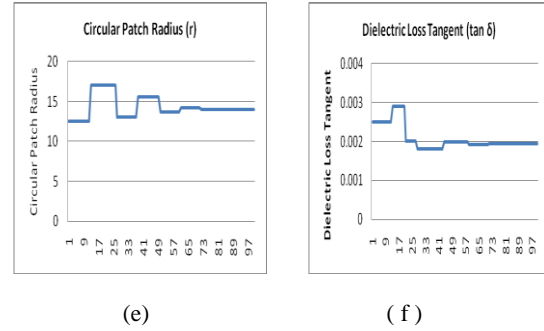 Circular Patch Radius (r)
Circular Patch Radius
20
15
10
5
0
1 9 17 25 33 41 49 57 65 73 81 89 97
(e)
Dielectric Loss Tangent (tan δ)
Dielectric Loss Tangent
0.004
0.003
0.002
0.001
0
1 9 17 25 33 41 49 57 65 73 81 89 97
( f )